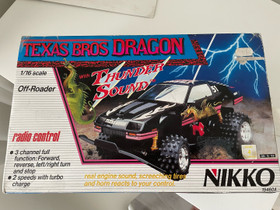 TEXAS BROS DRAGON
WITH THUNDER SOUND
1/16 scale
Off-Roader
radio control
• 3 channel full
function: Forward,
reverse, left/right turn
and stop
• 2 speeds with turbo
charge
real engine sound, screeching tires
and horn reacts to your control.
NIKKO